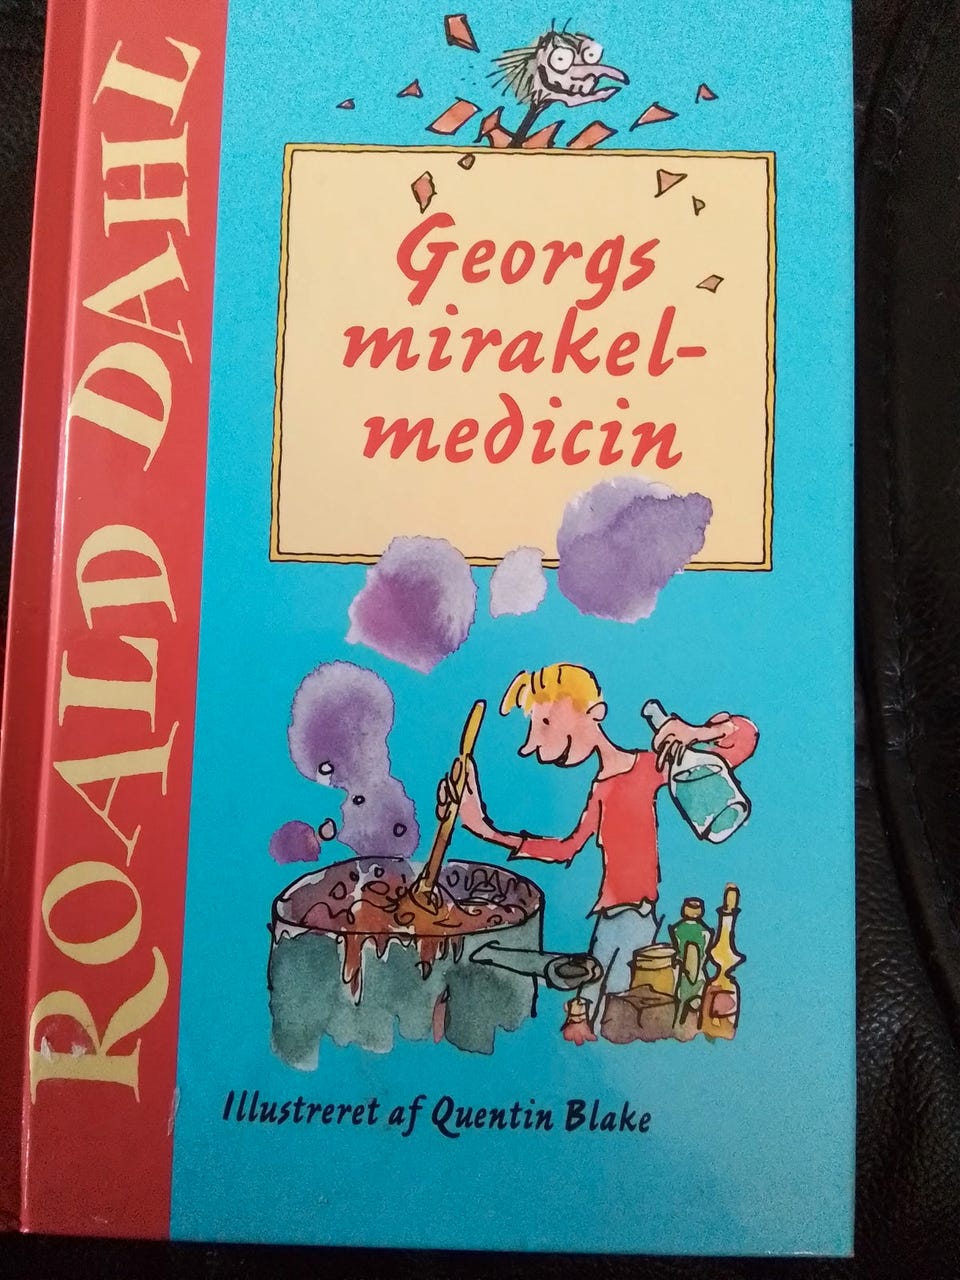 ROALD DAHL
Georgs
mirakel-
medicin
Illustreret af Quentin Blake